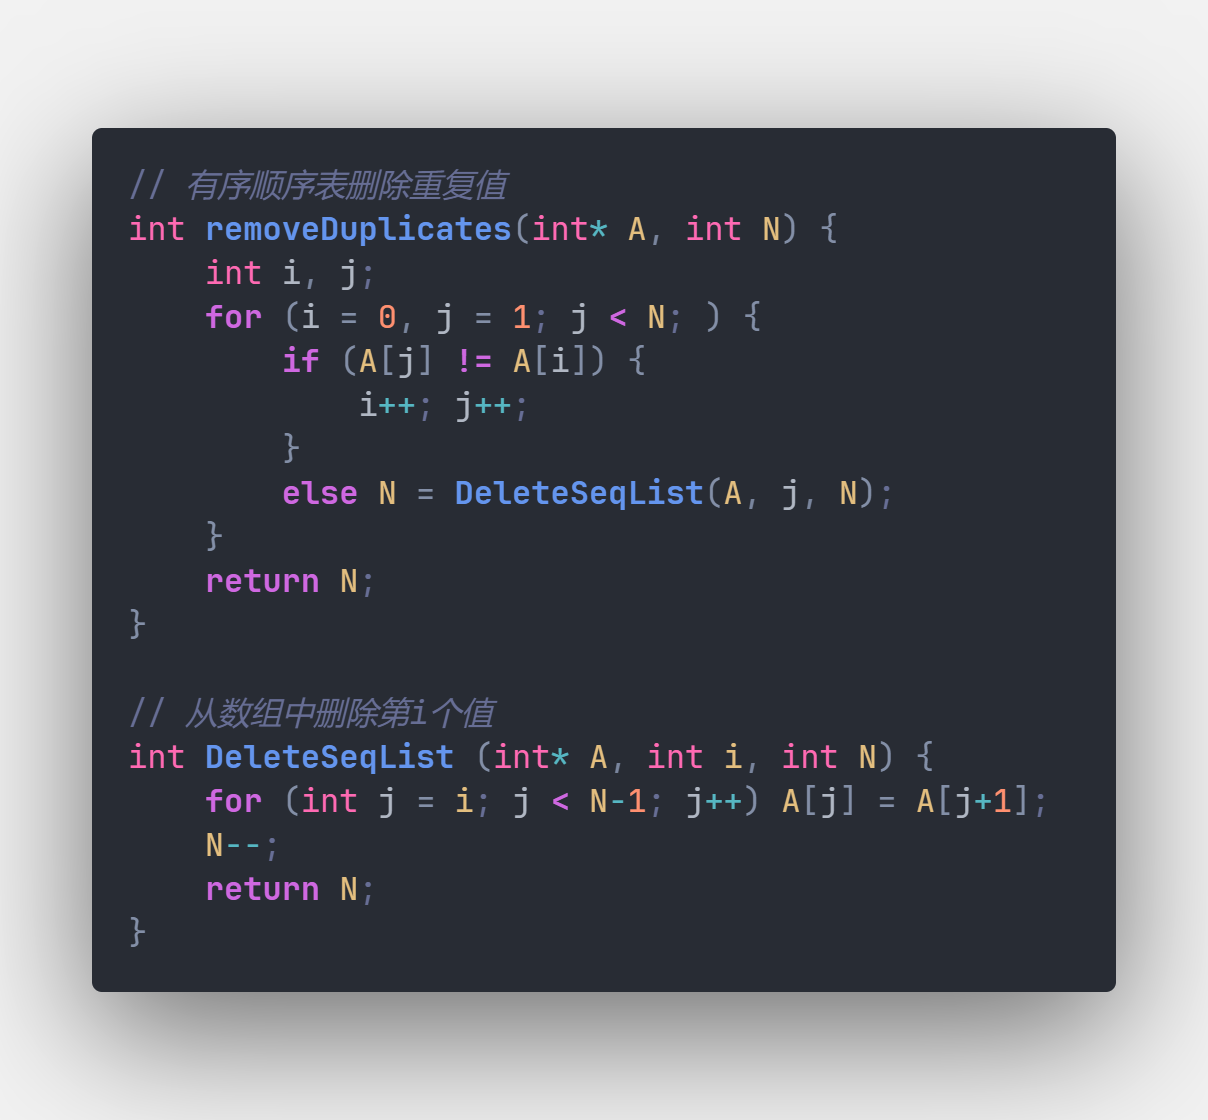 // 有序顺序表删除重复值
int removeDuplicates(int* A, int N) {
    int i, j;
    for (i = 0, j = 1; j < N; ) {
        if (A[j] != A[i]) {
            i++; j++;
        }
        else N = DeleteSeqList(A, j, N);
    }
    return N;
}

// 从数组中删除第i个值
int DeleteSeqList (int* A, int i, int N) {
    for (int j = i; j < N-1; j++) A[j] = A[j+1];
    N--;
    return N;
}